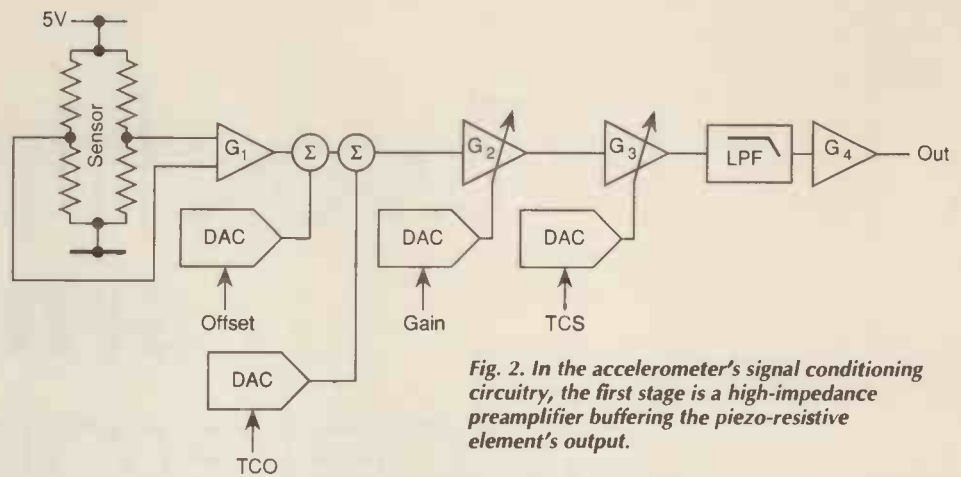 5V
Sensor
G1
Σ
Σ
G2
G3
LPF
G4
Out
DAC
DAC
DAC
Offset
Gain
TCS
DAC
TCO
Fig. 2. In the accelerometer's signal conditioning
circuitry, the first stage is a high-impedance
preamplifier buffering the piezo-resistive
element's output.